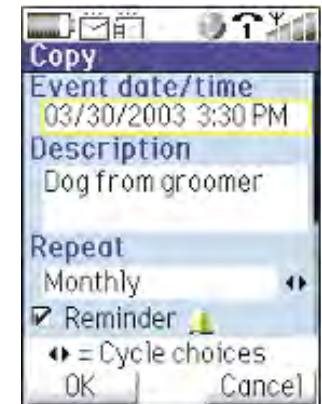 Copy
Event date/time
03/30/2003 3:30 PM
Description
Dog from groomer
Repeat
Monthly
Reminder
= Cycle choices
OK Cancel